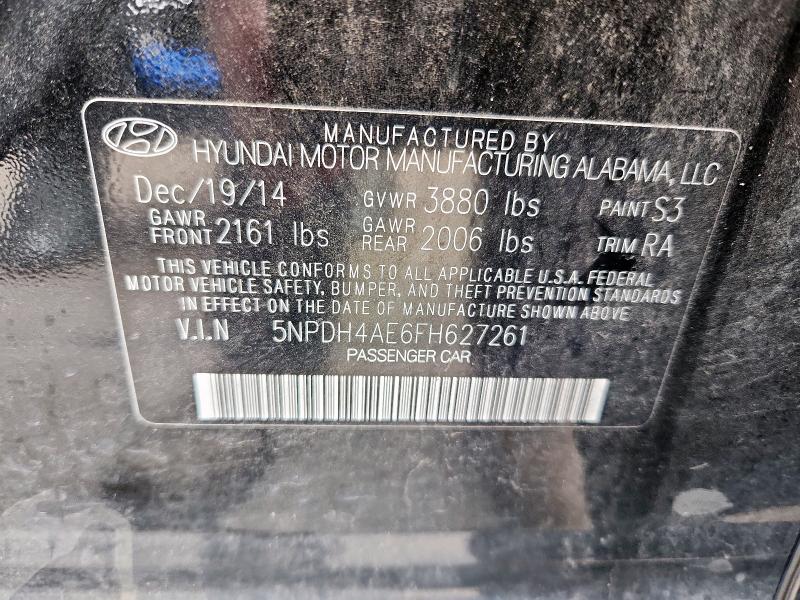 MANUFACTURED BY
HYUNDAI MOTOR MANUFACTURING ALABAMA, LLC
Dec/19/14 GVWR 3880 lbs PAINT S3
GAWR FRONT 2161 lbs GAWR REAR 2006 lbs TRIM RA
THIS VEHICLE CONFORMS TO ALL APPLICABLE U.S.A. FEDERAL
MOTOR VEHICLE SAFETY, BUMPER, AND THEFT PREVENTION STANDARDS
IN EFFECT ON THE DATE OF MANUFACTURE SHOWN ABOVE
V.I.N 5NPDH4AE6FH627261
PASSENGER CAR